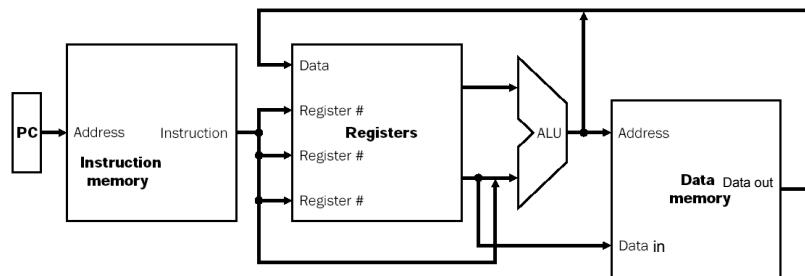 Data
Register #
PC
Address
Instruction
Registers
ALU
Address
Instruction
memory
Register #
Data
memory
Data out
Register #
Data in